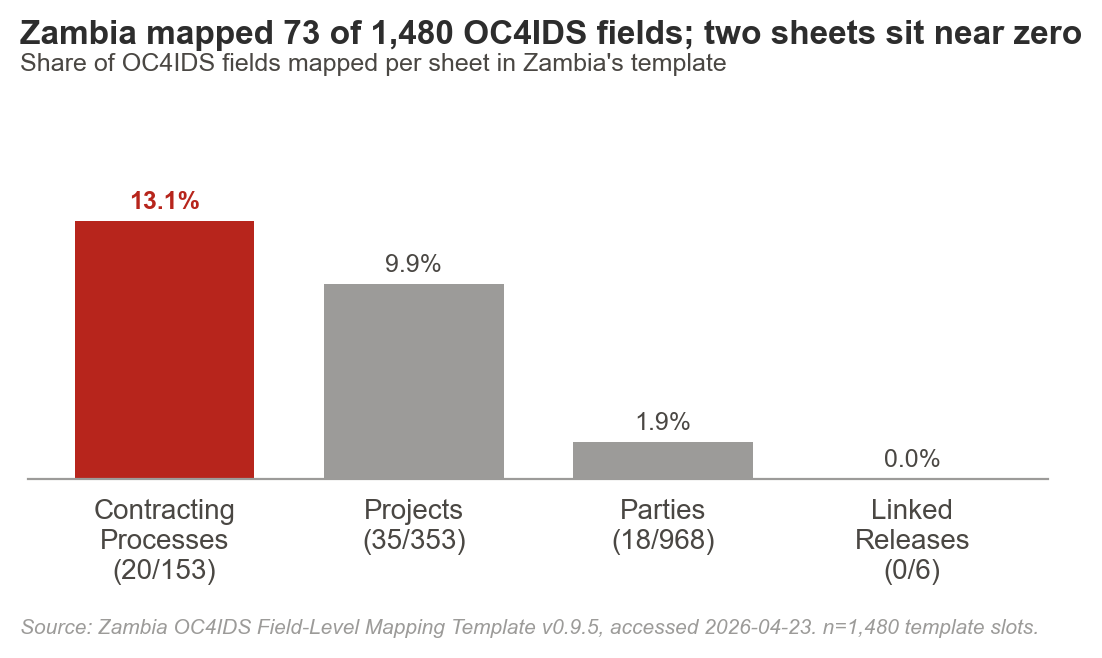 Zambia mapped 73 of 1,480 OC4IDS fields; two sheets sit near zero
Share of OC4IDS fields mapped per sheet in Zambia's template
13.1%
9.9%
1.9%
0.0%
Contracting
Processes
(20/153)
Projects
(35/353)
Parties
(18/968)
Linked
Releases
(0/6)
Source: Zambia OC4IDS Field-Level Mapping Template v0.9.5, accessed 2026-04-23. n=1,480 template slots.